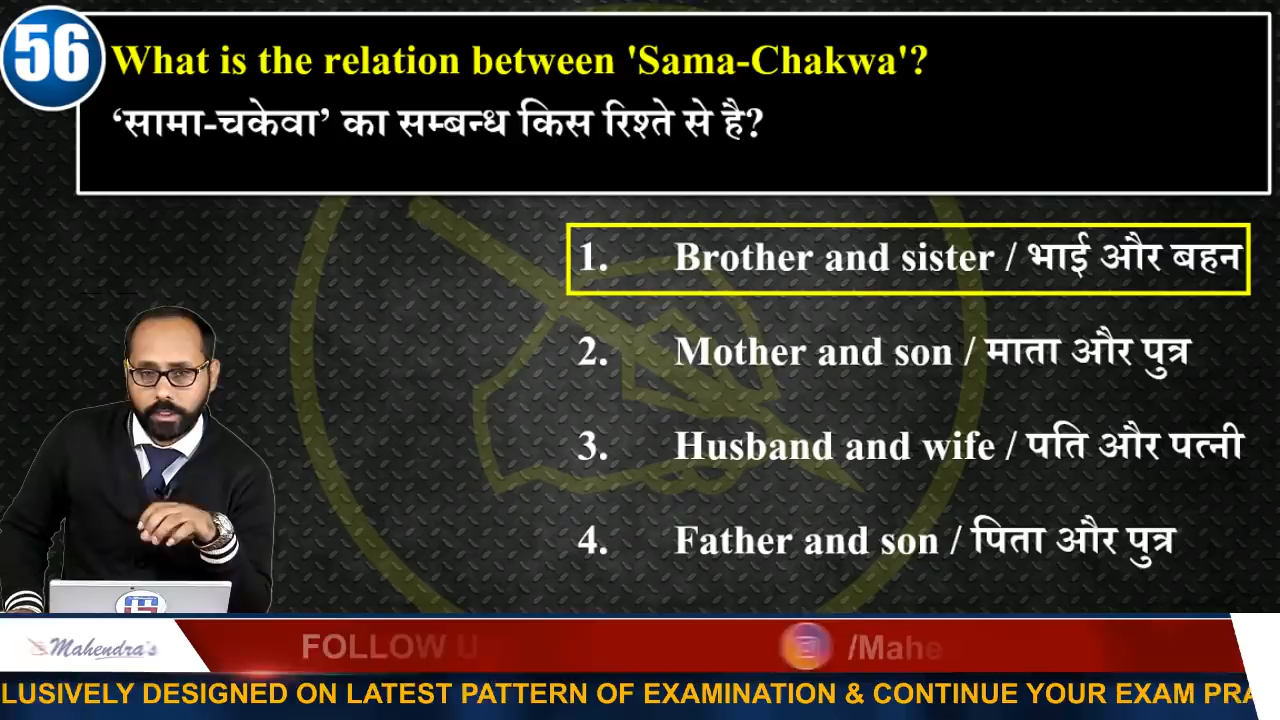 56
What is the relation between 'Sama-Chakwa'?
‘सामा-चकेवा’ का सम्बन्ध किस रिश्ते से है?
1. Brother and sister / भाई और बहन
2. Mother and son / माता और पुत्र
3. Husband and wife / पति और पत्नी
4. Father and son / पिता और पुत्र
Mahendra's
FOLLOW U
/Mahe
LUSIVELY DESIGNED ON LATEST PATTERN OF EXAMINATION & CONTINUE YOUR EXAM PRA